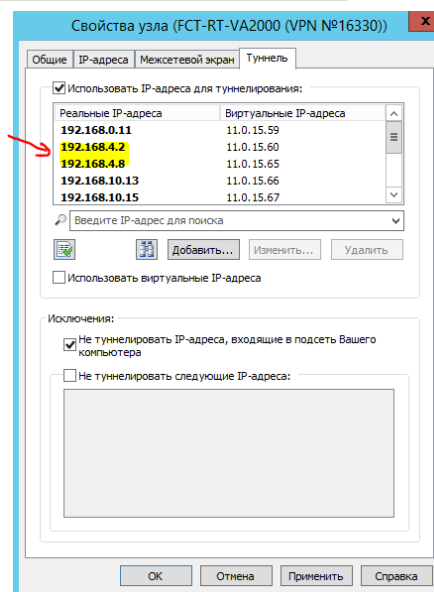 Свойства узла (FCT-RT-VA2000 (VPN №16330))
x
Общие IP-адреса Межсетевой экран Туннель
Использовать IP-адреса для туннелирования:
Реальные IP-адреса Виртуальные IP-адреса
192.168.0.11 11.0.15.59
192.168.4.2 11.0.15.60
192.168.4.8 11.0.15.65
192.168.10.13 11.0.15.66
192.168.10.15 11.0.15.67
Введите IP-адрес для поиска
Добавить... Изменить... Удалить
Использовать виртуальные IP-адреса
Исключения:
Не туннелировать IP-адреса, входящие в подсеть Вашего
компьютера
Не туннелировать следующие IP-адреса:
OK Отмена Применить Справка